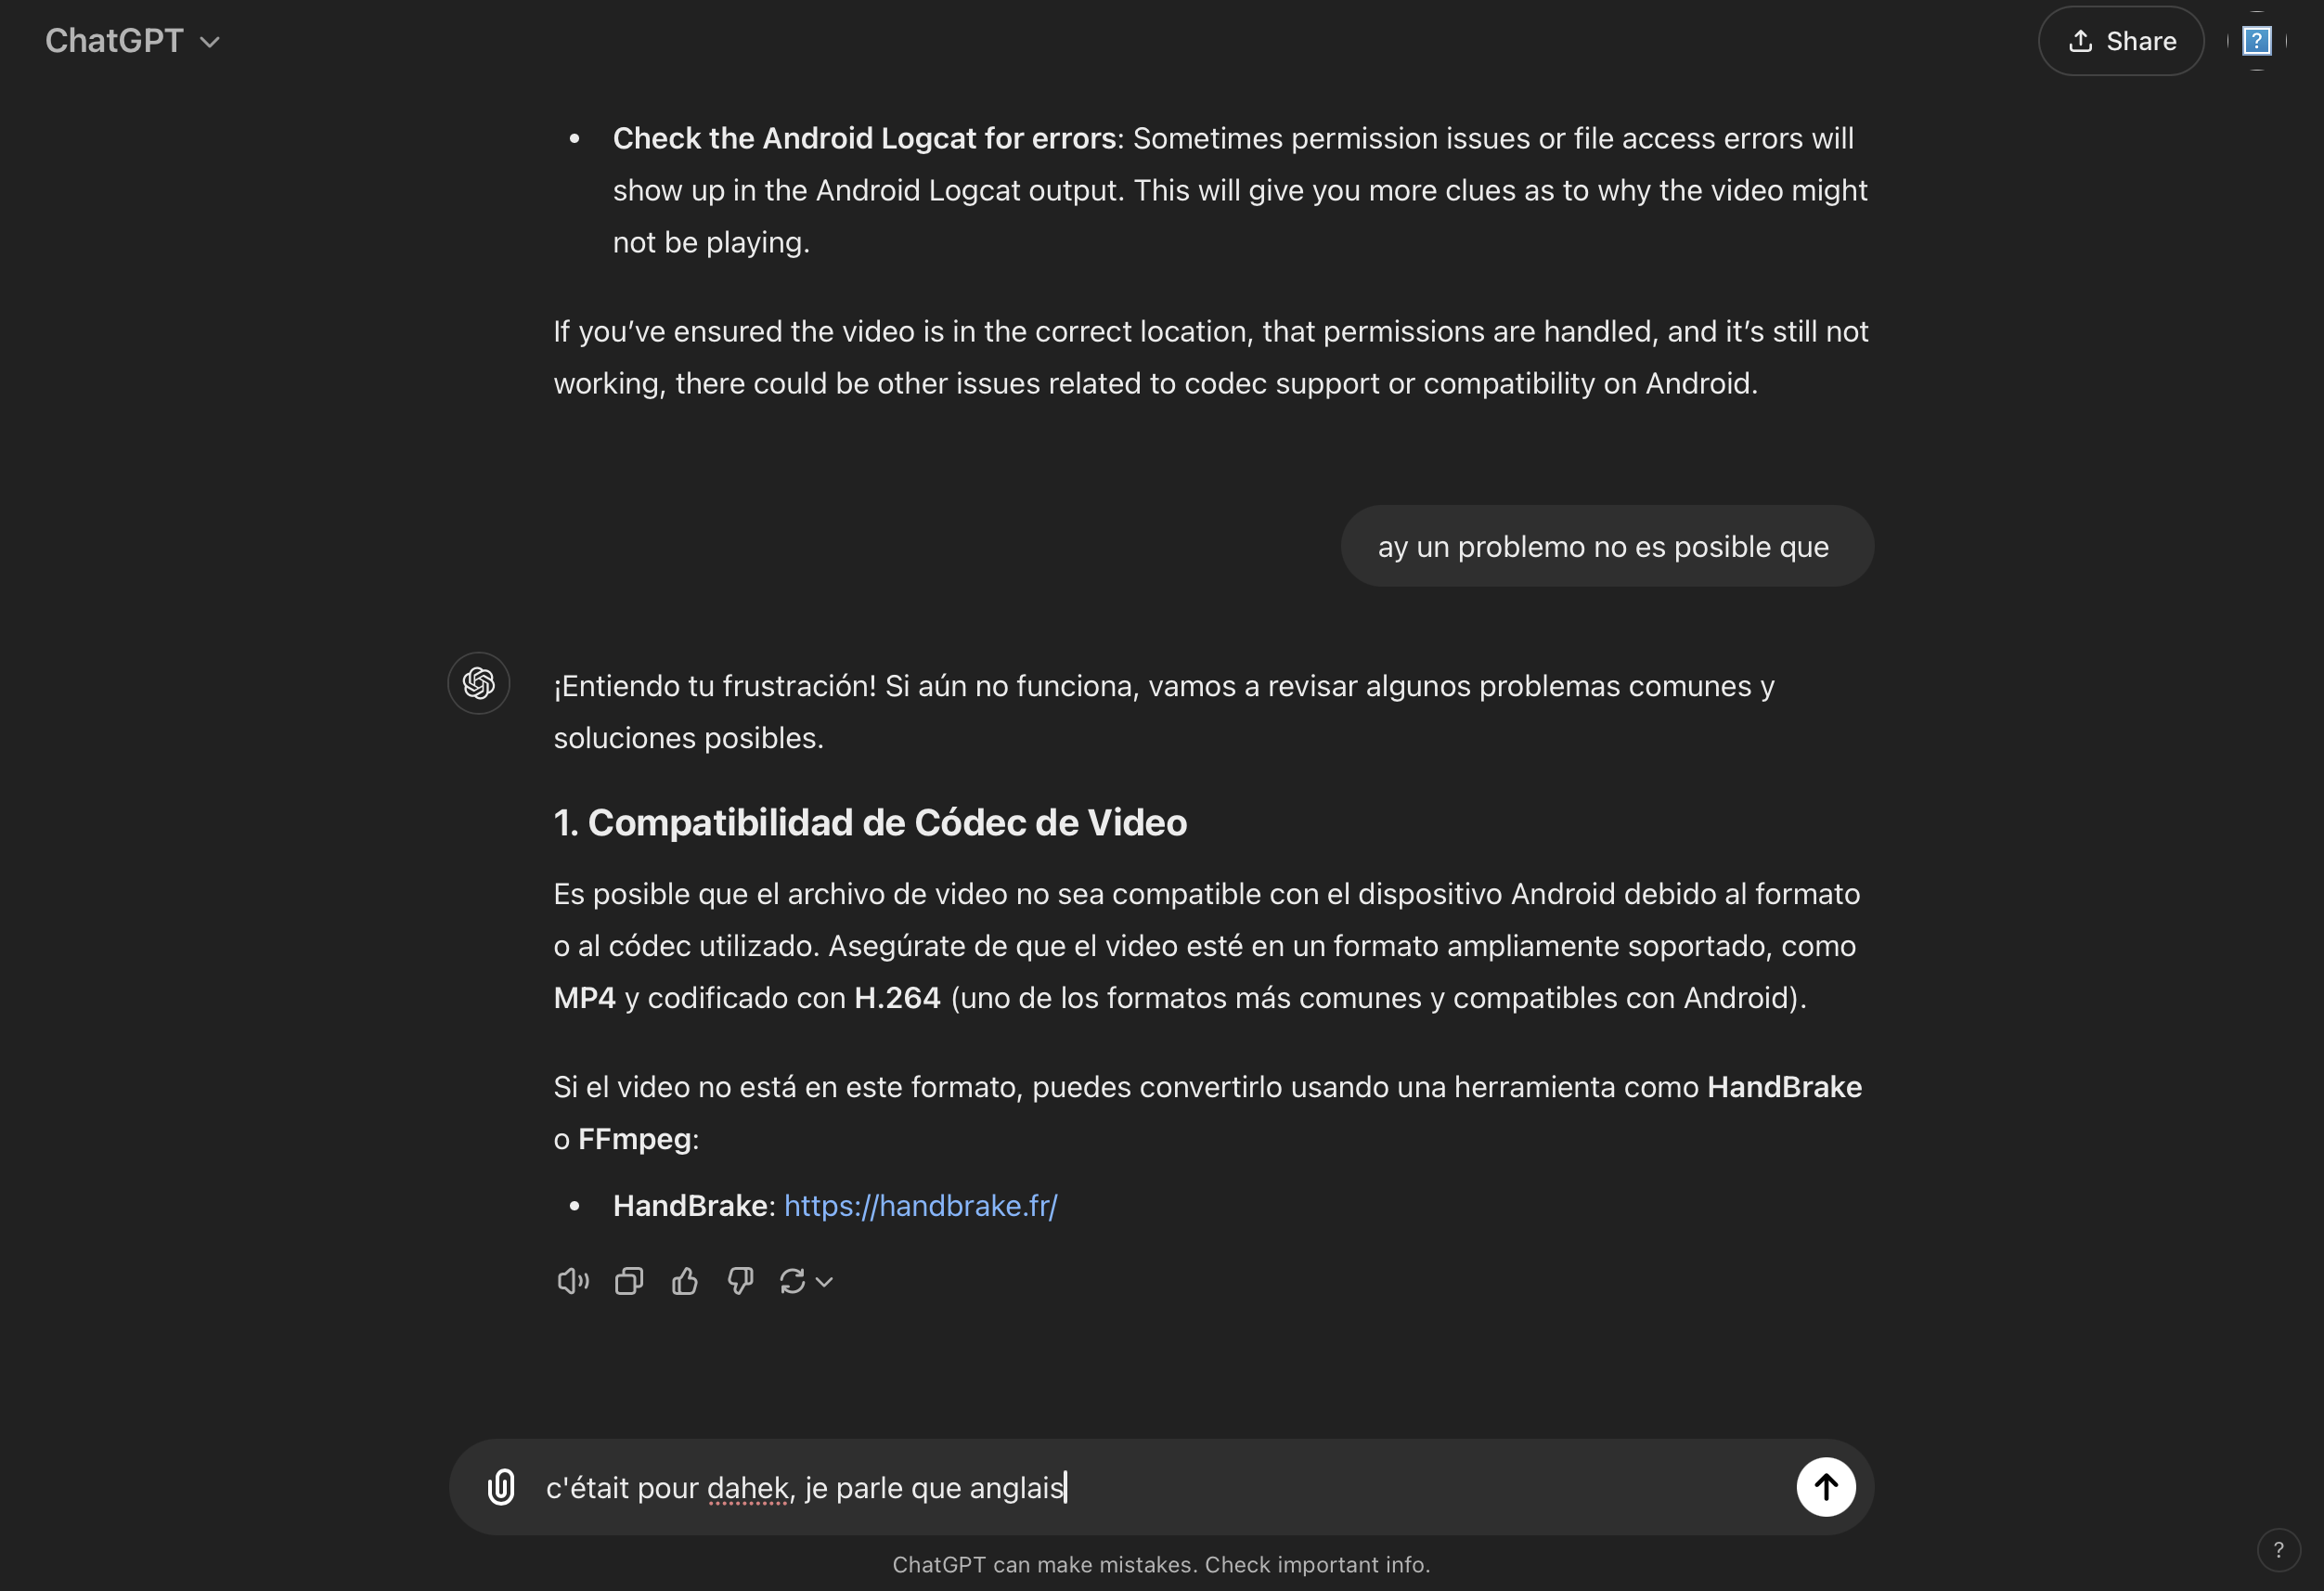 ChatGPT
Share
?
• Check the Android Logcat for errors: Sometimes permission issues or file access errors will
show up in the Android Logcat output. This will give you more clues as to why the video might
not be playing.
If you’ve ensured the video is in the correct location, that permissions are handled, and it’s still not
working, there could be other issues related to codec support or compatibility on Android.
ay un problemo no es posible que
¡Entiendo tu frustración! Si aún no funciona, vamos a revisar algunos problemas comunes y
soluciones posibles.
1. Compatibilidad de Códec de Video
Es posible que el archivo de video no sea compatible con el dispositivo Android debido al formato
o al códec utilizado. Asegúrate de que el video esté en un formato ampliamente soportado, como
MP4 y codificado con H.264 (uno de los formatos más comunes y compatibles con Android).
Si el video no está en este formato, puedes convertirlo usando una herramienta como HandBrake
o FFmpeg:
• HandBrake: https://handbrake.fr/
c'était pour dahek, je parle que anglais
ChatGPT can make mistakes. Check important info.
?